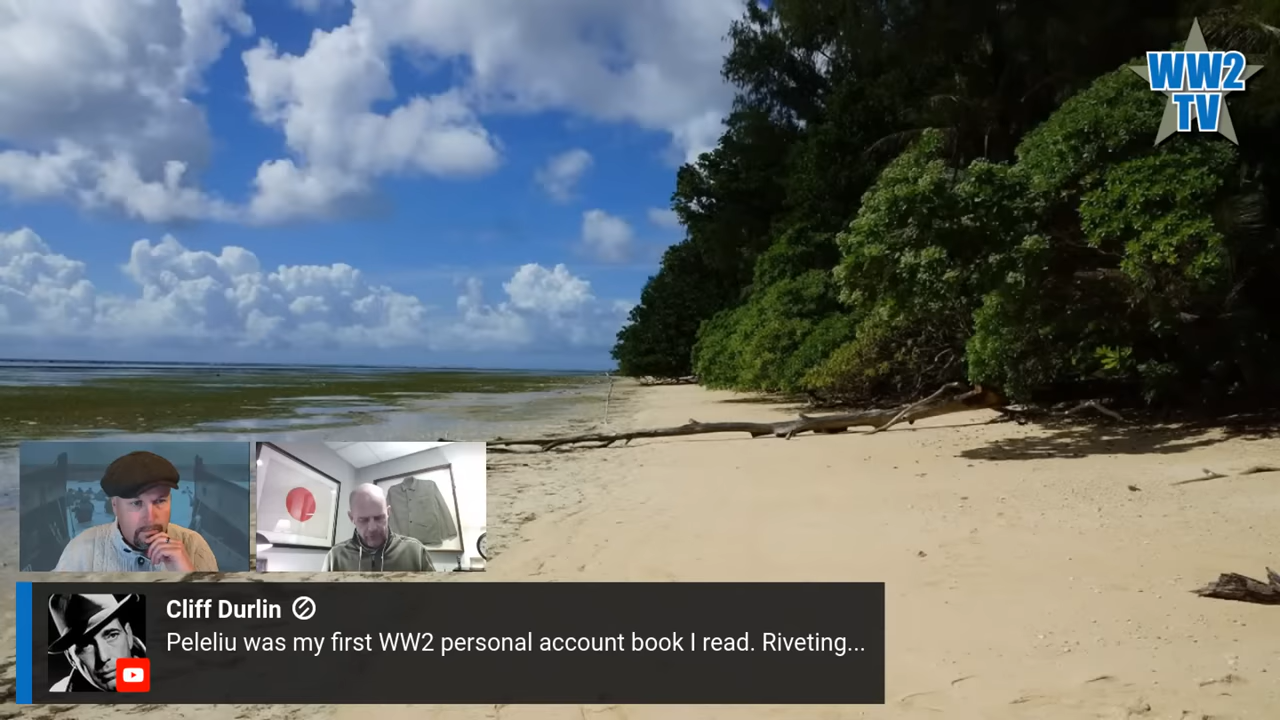 WW2
TV
Cliff Durlin
Peleliu was my first WW2 personal account book I read. Riveting...